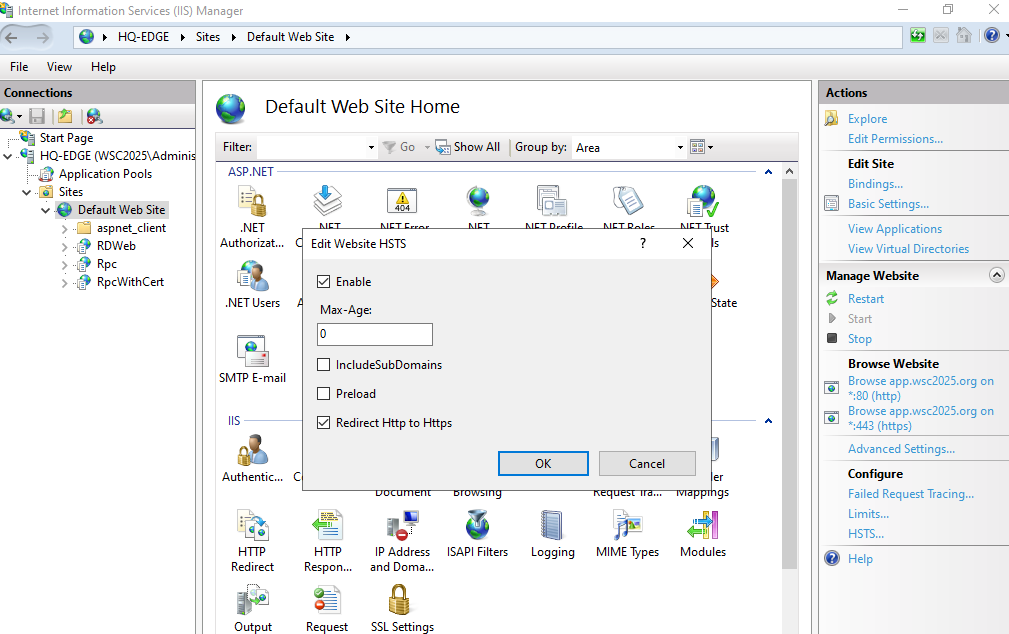 Internet Information Services (IIS) Manager
HQ-EDGE
Sites
Default Web Site
File View Help
Connections
Start Page
HQ-EDGE (WSC2025\Adminis
Application Pools
Sites
Default Web Site
aspnet_client
RDWeb
Rpc
RpcWithCert
Default Web Site Home
Filter:
Go
Show All
Group by:
Area
ASP.NET
.NET
Authorizat...
.NET Error
.NET Profile
.NET Roles
.NET Trust
404
.NET Users
State
SMTP E-mail
IIS
Authentic...
Document
Browsing
Request Tra...
Mappings
HTTP
Redirect
HTTP
Respon...
IP Address
and Doma...
ISAPI Filters
Logging
MIME Types
Modules
Output
Request
SSL Settings
Edit Website HSTS
?
Enable
Max-Age:
0
IncludeSubDomains
Preload
Redirect Http to Https
OK
Cancel
Actions
Explore
Edit Permissions...
Edit Site
Bindings...
Basic Settings...
View Applications
View Virtual Directories
Manage Website
Restart
Start
Stop
Browse Website
Browse app.wsc2025.org on
*:80 (http)
Browse app.wsc2025.org on
*:443 (https)
Advanced Settings...
Configure
Failed Request Tracing...
Limits...
HSTS...
Help